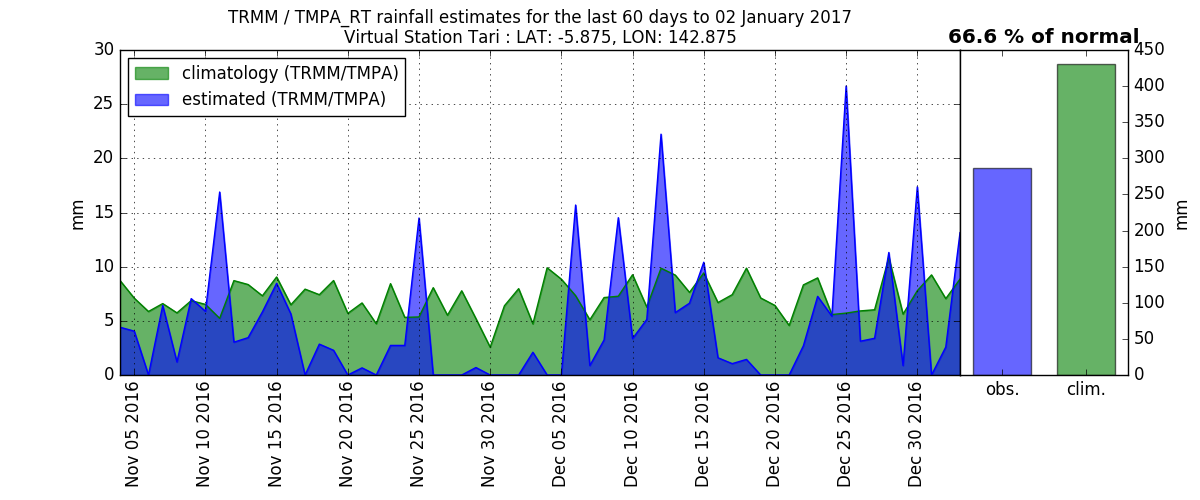 TRMM / TMPA_RT rainfall estimates for the last 60 days to 02 January 2017
Virtual Station Tari : LAT: -5.875, LON: 142.875
66.6 % of normal
climatology (TRMM/TMPA)
estimated (TRMM/TMPA)
30
25
20
15
10
5
0
mm
Nov 05 2016
Nov 10 2016
Nov 15 2016
Nov 20 2016
Nov 25 2016
Nov 30 2016
Dec 05 2016
Dec 10 2016
Dec 15 2016
Dec 20 2016
Dec 25 2016
Dec 30 2016
obs.
clim.
450
400
350
300
250
200
150
100
50
0
mm